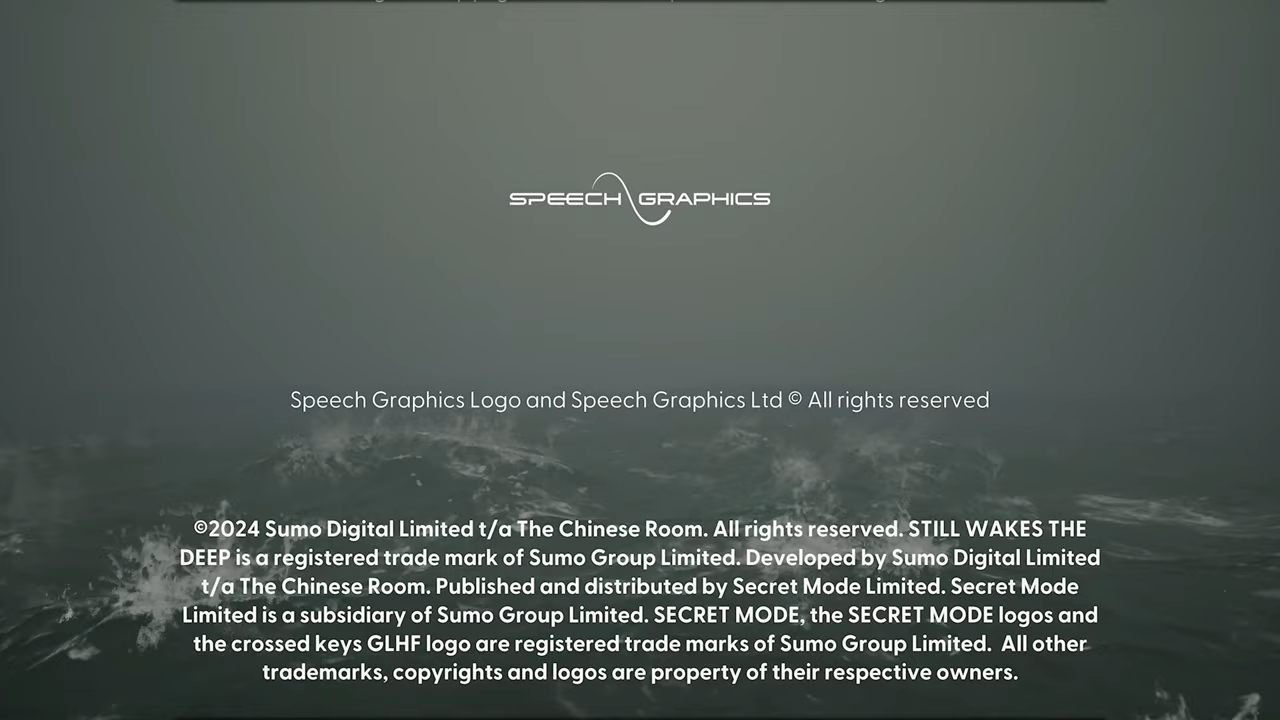 SPEECH GRAPHICS
Speech Graphics Logo and Speech Graphics Ltd © All rights reserved
©2024 Sumo Digital Limited t/a The Chinese Room. All rights reserved. STILL WAKES THE
DEEP is a registered trade mark of Sumo Group Limited. Developed by Sumo Digital Limited
t/a The Chinese Room. Published and distributed by Secret Mode Limited. Secret Mode
Limited is a subsidiary of Sumo Group Limited. SECRET MODE, the SECRET MODE logos and
the crossed keys GLHF logo are registered trade marks of Sumo Group Limited.  All other
trademarks, copyrights and logos are property of their respective owners.